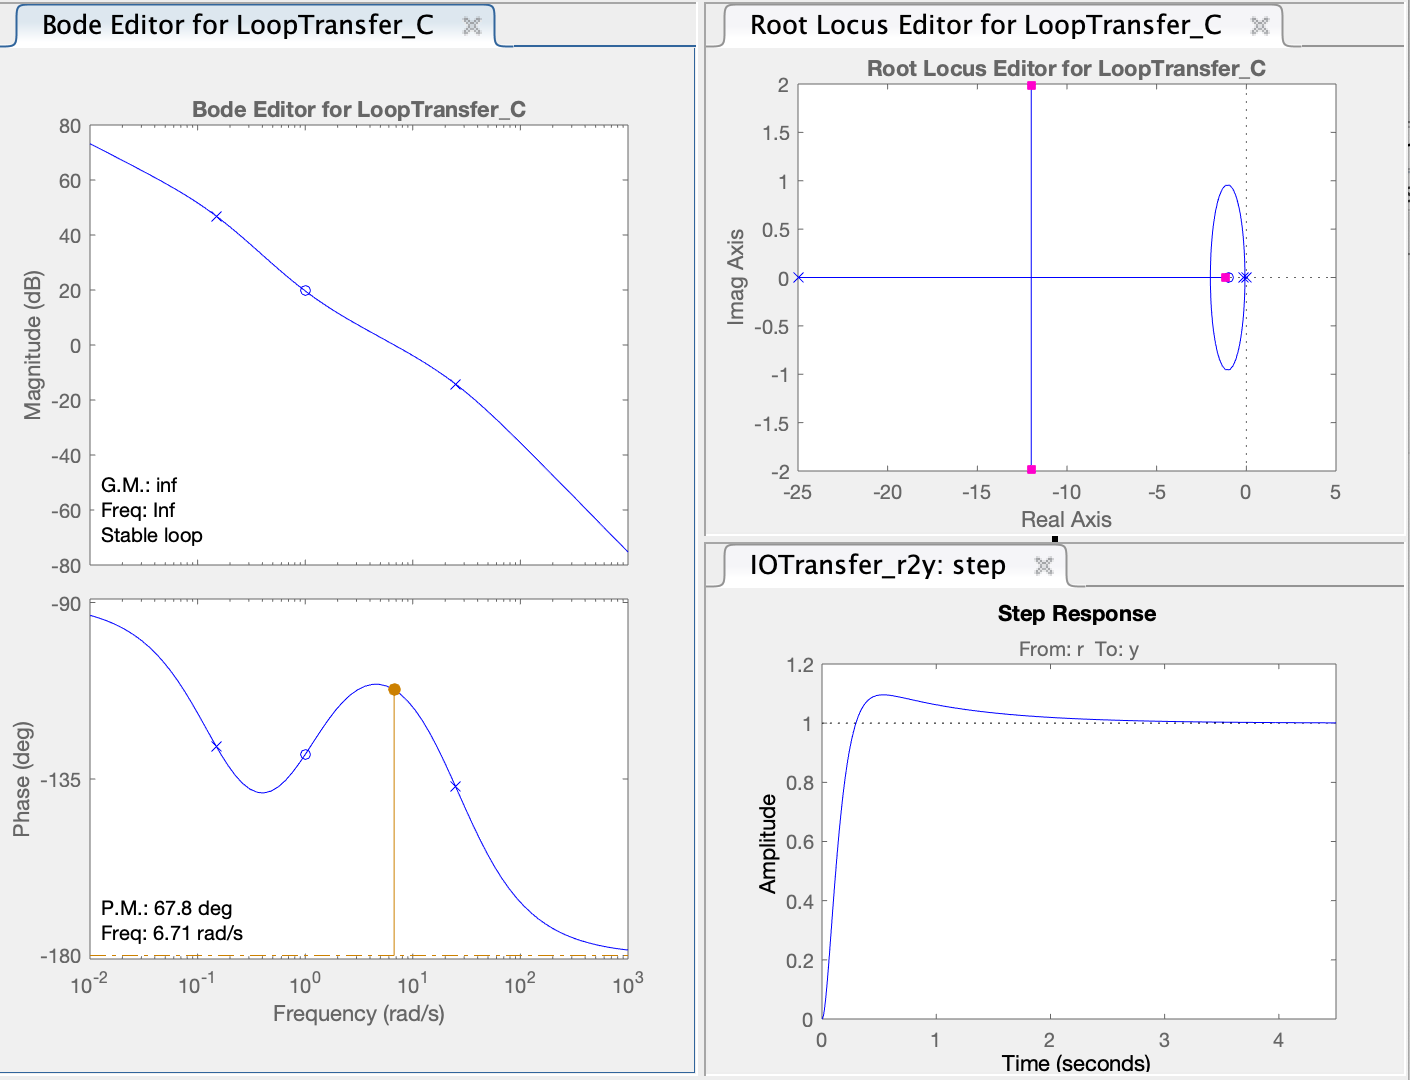 Bode Editor for LoopTransfer_C
Bode Editor for LoopTransfer_C
80
60
40
20
0
-20
-40
-60
-80
Magnitude (dB)
G.M.: inf
Freq: Inf
Stable loop
-90
-135
-180
Phase (deg)
P.M.: 67.8 deg
Freq: 6.71 rad/s
10^-2
10^-1
10^0
10^1
10^2
10^3
Frequency (rad/s)
Root Locus Editor for LoopTransfer_C
Root Locus Editor for LoopTransfer_C
2
1.5
1
0.5
0
-0.5
-1
-1.5
-2
Imag Axis
-25
-20
-15
-10
-5
0
5
Real Axis
IOTransfer_r2y: step
Step Response
From: r To: y
1.2
1
0.8
0.6
0.4
0.2
0
Amplitude
0
1
2
3
4
Time (seconds)